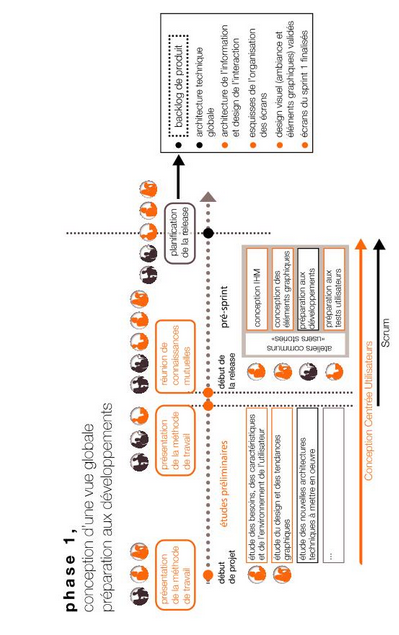 phase 1,
conception d'une vue globale
préparation aux développements
présentation
de la méthode
de travail
présentation
de la méthode
de travail
réunion de
connaissances
mutuelles
planification
de la release
début
de projet
études préliminaires
début de
la release
pré-sprint
étude des besoins, des caractéristiques
et de l'environnement de l'utilisateur
étude du design et des tendances
graphiques
étude des nouvelles architectures
techniques à mettre en oeuvre
...
ateliers communs
«users stories»
conception IHM
conception des
éléments graphiques
préparation aux
développements
préparation aux
tests utilisateurs
Conception Centrée Utilisateurs
Scrum
backlog de produit
architecture technique
globale
architecture de l'information
et design de l'interaction
esquisses de l'organisation
des écrans
design visuel (ambiance et
éléments graphiques) validés
écrans du sprint 1 finalisés